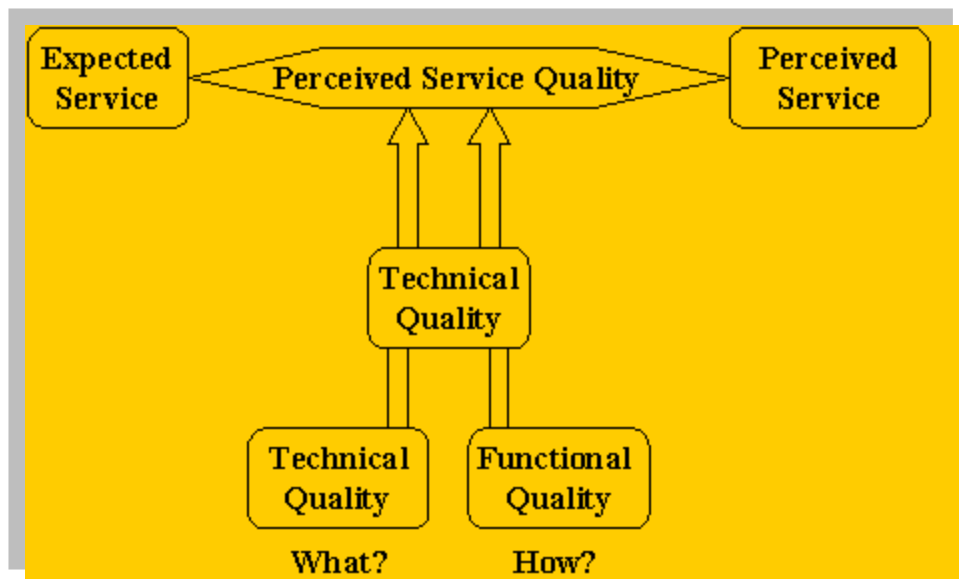 Expected
Service
Perceived Service Quality
Perceived
Service
Technical
Quality
Technical
Quality
Functional
Quality
What?
How?